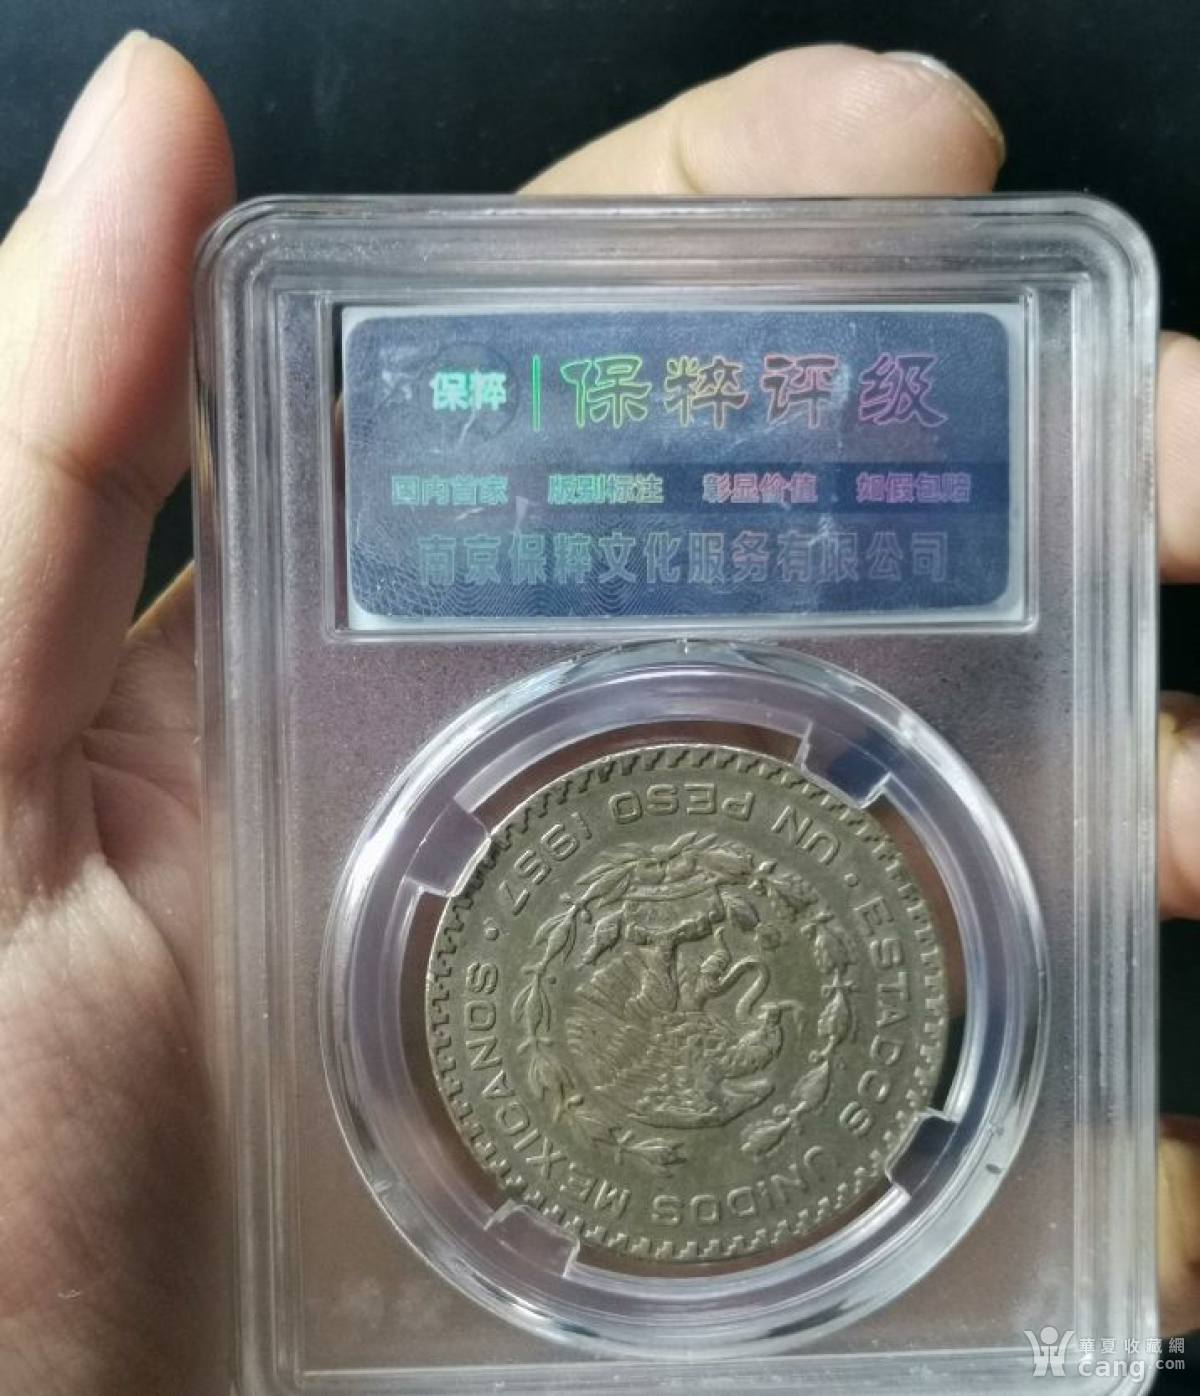 保粹 保粹评级
国内首家 版别标注 彰显价值 如假包赔
南京保粹文化服务有限公司
UN PESO 1957
· ESTADOS UNIDOS MEXICANOS ·
華夏收藏網
cang.com